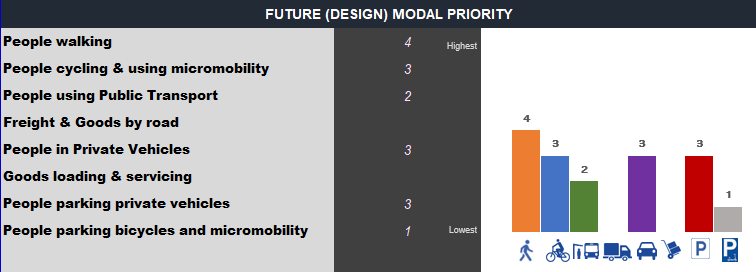 FUTURE (DESIGN) MODAL PRIORITY
People walking 4 Highest
People cycling & using micromobility 3
People using Public Transport 2
Freight & Goods by road
People in Private Vehicles 3
Goods loading & servicing
People parking private vehicles 3
People parking bicycles and micromobility 1 Lowest
4
3
2
3
3
1
P
P